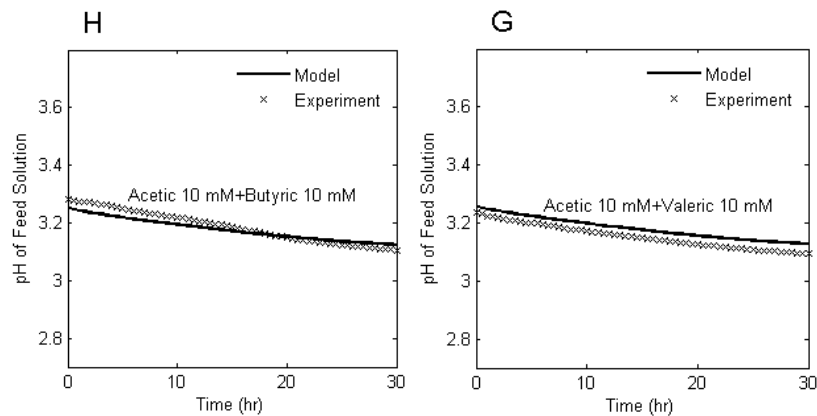 H
Model
Experiment
3.6
3.4
3.2
3
2.8
pH of Feed Solution
Acetic 10 mM+Butyric 10 mM
0
10
20
30
Time (hr)
G
Model
Experiment
3.6
3.4
3.2
3
2.8
pH of Feed Solution
Acetic 10 mM+Valeric 10 mM
0
10
20
30
Time (hr)